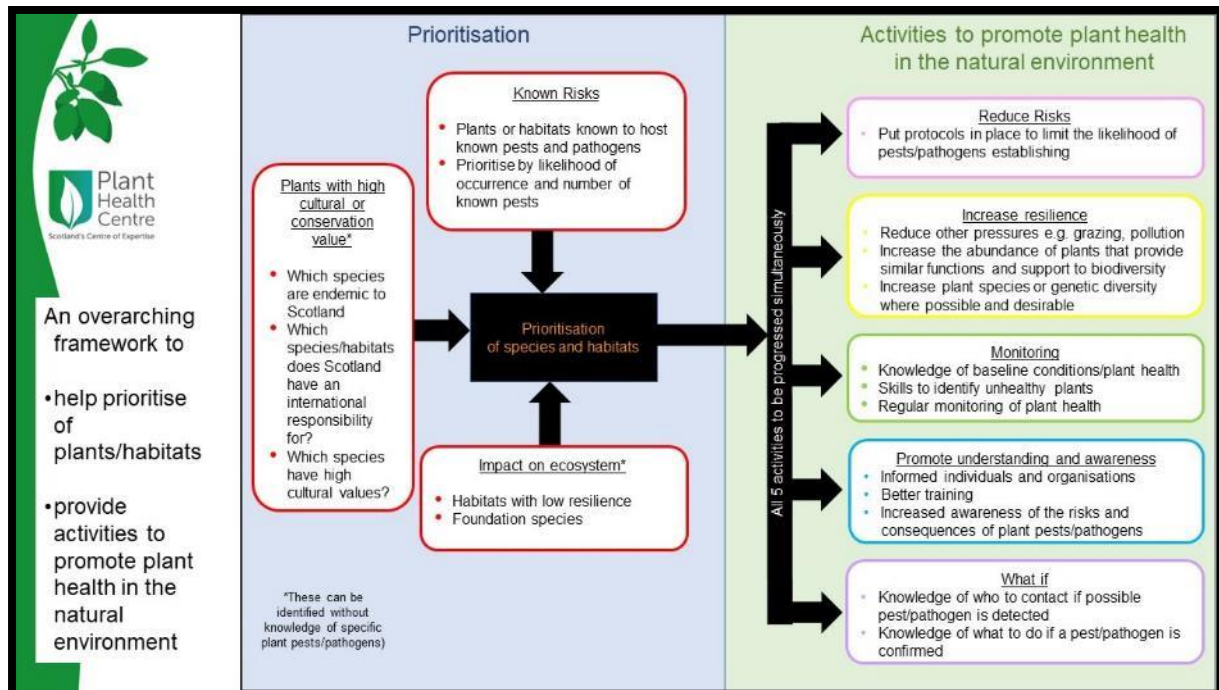 Plant
Health
Centre
Scotland's Centre of Expertise
An overarching
framework to
•help prioritise
of
plants/habitats
•provide
activities to
promote plant
health in the
natural
environment
Prioritisation
Known Risks
• Plants or habitats known to host
known pests and pathogens
• Prioritise by likelihood of
occurrence and number of
known pests
Plants with high
cultural or
conservation
value*
• Which species
are endemic to
Scotland
• Which
species/habitats
does Scotland
have an
international
responsibility
for?
• Which species
have high
cultural values?
Prioritisation
of species and habitats
Impact on ecosystem*
• Habitats with low resilience
• Foundation species
*These can be
identified without
knowledge of specific
plant pests/pathogens)
All 5 activities to be progressed simultaneously
Activities to promote plant health
in the natural environment
Reduce Risks
• Put protocols in place to limit the likelihood of
pests/pathogens establishing
Increase resilience
• Reduce other pressures e.g. grazing, pollution
• Increase the abundance of plants that provide
similar functions and support to biodiversity
• Increase plant species or genetic diversity
where possible and desirable
Monitoring
• Knowledge of baseline conditions/plant health
• Skills to identify unhealthy plants
• Regular monitoring of plant health
Promote understanding and awareness
• Informed individuals and organisations
• Better training
• Increased awareness of the risks and
consequences of plant pests/pathogens
What if
• Knowledge of who to contact if possible
pest/pathogen is detected
• Knowledge of what to do if a pest/pathogen is
confirmed